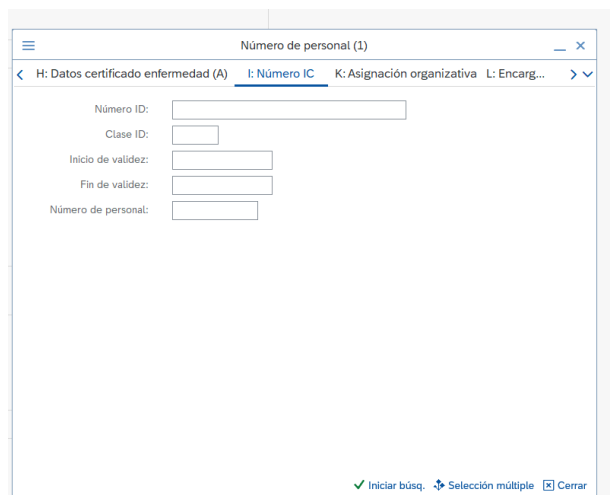 Número de personal (1)
H: Datos certificado enfermedad (A) I: Número IC K: Asignación organizativa L: Encarg...
Número ID:
Clase ID:
Inicio de validez:
Fin de validez:
Número de personal:
Iniciar búsq. Selección múltiple Cerrar